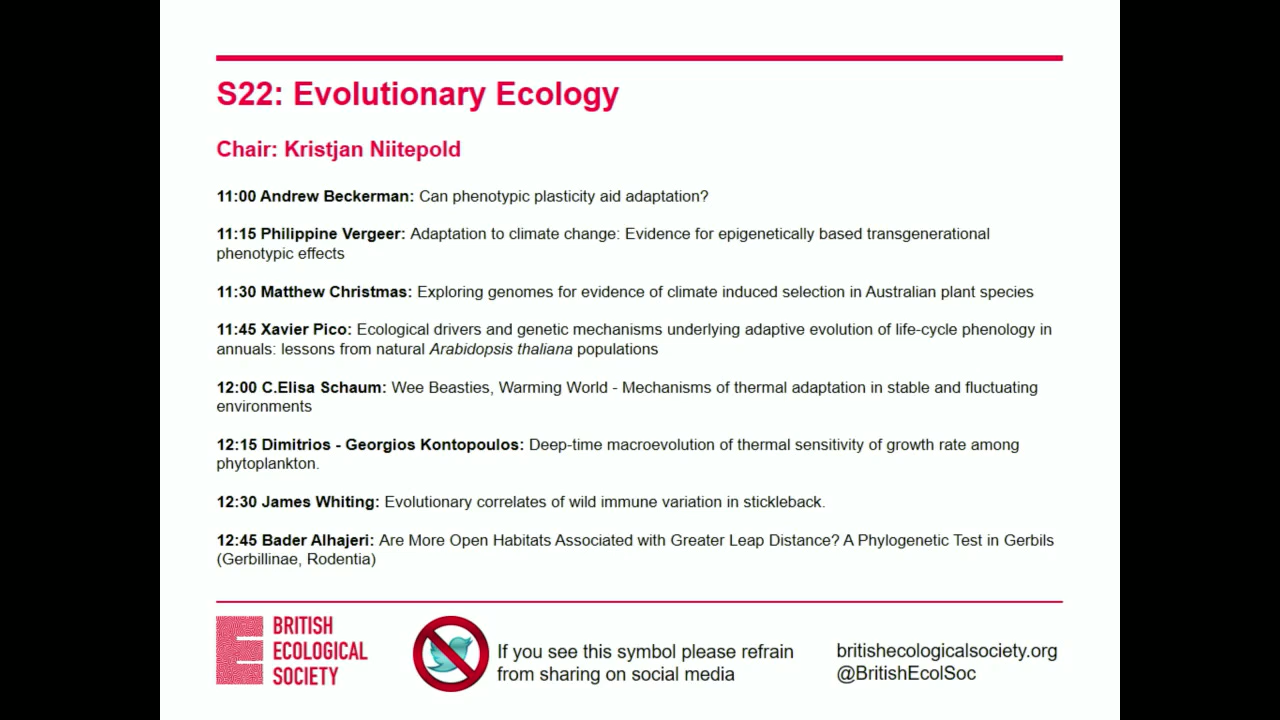 S22: Evolutionary Ecology
Chair: Kristjan Niitepold
11:00 Andrew Beckerman: Can phenotypic plasticity aid adaptation?
11:15 Philippine Vergeer: Adaptation to climate change: Evidence for epigenetically based transgenerational
phenotypic effects
11:30 Matthew Christmas: Exploring genomes for evidence of climate induced selection in Australian plant species
11:45 Xavier Pico: Ecological drivers and genetic mechanisms underlying adaptive evolution of life-cycle phenology in
annuals: lessons from natural Arabidopsis thaliana populations
12:00 C.Elisa Schaum: Wee Beasties, Warming World - Mechanisms of thermal adaptation in stable and fluctuating
environments
12:15 Dimitrios - Georgios Kontopoulos: Deep-time macroevolution of thermal sensitivity of growth rate among
phytoplankton.
12:30 James Whiting: Evolutionary correlates of wild immune variation in stickleback.
12:45 Bader Alhajeri: Are More Open Habitats Associated with Greater Leap Distance? A Phylogenetic Test in Gerbils
(Gerbillinae, Rodentia)
BRITISH
ECOLOGICAL
SOCIETY
If you see this symbol please refrain
from sharing on social media
britishecologicalsociety.org
@BritishEcolSoc